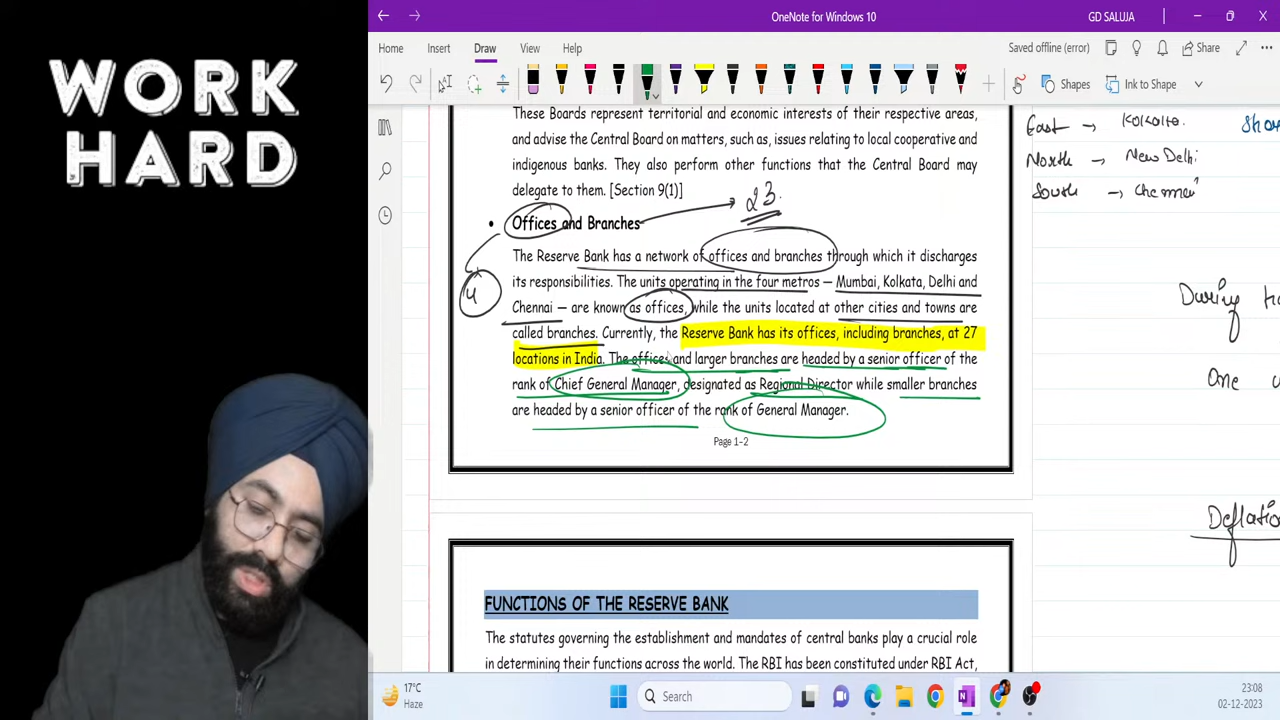 WORK
HARD
OneNote for Windows 10
GD SALUJA
Home
Insert
Draw
View
Help
Saved offline (error)
Share
Shapes
Ink to Shape
These Boards represent territorial and economic interests of their respective areas,
and advise the Central Board on matters, such as, issues relating to local cooperative and
indigenous banks. They also perform other functions that the Central Board may
delegate to them. [Section 9(1)]
23
• Offices and Branches
The Reserve Bank has a network of offices and branches through which it discharges
its responsibilities. The units operating in the four metros – Mumbai, Kolkata, Delhi and
4
Chennai – are known as offices, while the units located at other cities and towns are
called branches. Currently, the Reserve Bank has its offices, including branches, at 27
locations in India. The offices and larger branches are headed by a senior officer of the
rank of Chief General Manager, designated as Regional Director while smaller branches
are headed by a senior officer of the rank of General Manager.
Page 1-2
East → Kolkata.
North → New Delhi
South → Chennai
During
One
Deflation
FUNCTIONS OF THE RESERVE BANK
The statutes governing the establishment and mandates of central banks play a crucial role
in determining their functions across the world. The RBI has been constituted under RBI Act,
17°C
Haze
Search
23:08
02-12-2023